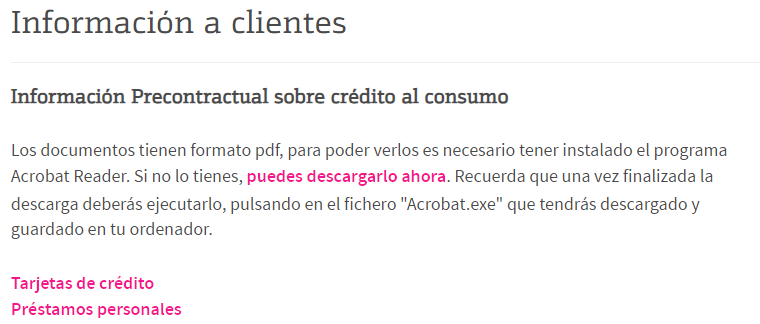 Información a clientes
Información Precontractual sobre crédito al consumo
Los documentos tienen formato pdf, para poder verlos es necesario tener instalado el programa
Acrobat Reader. Si no lo tienes, puedes descargarlo ahora. Recuerda que una vez finalizada la
descarga deberás ejecutarlo, pulsando en el fichero "Acrobat.exe" que tendrás descargado y
guardado en tu ordenador.
Tarjetas de crédito
Préstamos personales